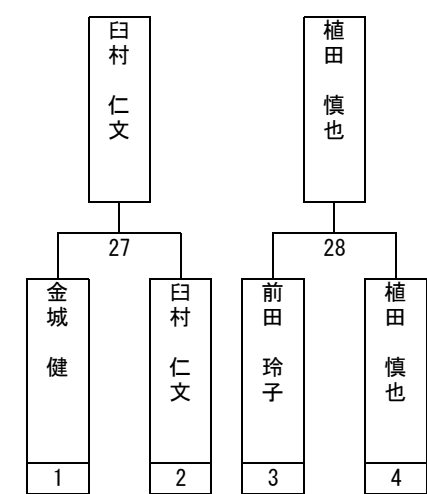 臼村 仁文
植田 慎也
27
28
金城 健
臼村 仁文
前田 玲子
植田 慎也
1
2
3
4